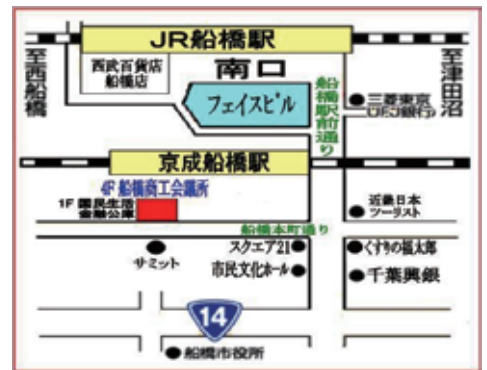 JR船橋駅
至西船橋
西武百貨店
船橋店
南口
至津田沼
フェイスビル
船橋駅前通り
三菱東京
UFJ銀行
京成船橋駅
4F 船橋商工会議所
1F 国民生活
金融公庫
近畿日本
ツーリスト
船橋本町通り
サミット
スクエア21
市民文化ホール
くすりの福太郎
千葉興銀
14
船橋市役所